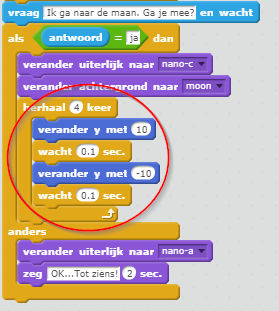 vraag Ik ga naar de maan. Ga je mee? en wacht
als antwoord = ja dan
verander uiterlijk naar nano-c
verander achtergrond naar moon
herhaal 4 keer
verander y met 10
wacht 0.1 sec.
verander y met -10
wacht 0.1 sec.
anders
verander uiterlijk naar nano-a
zeg OK...Tot ziens! 2 sec.